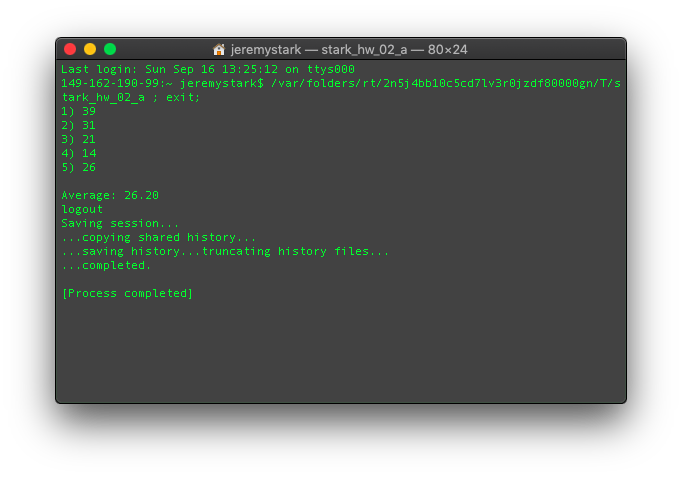 jeremystark — stark_hw_02_a — 80×24
Last login: Sun Sep 16 13:25:12 on ttys000
149-162-190-99:~ jeremystark$ /var/folders/rt/2n5j4bb10c5cd7lv3r0jzdf80000gn/T/s
tark_hw_02_a ; exit;
1) 39
2) 31
3) 21
4) 14
5) 26
Average: 26.20
logout
Saving session...
...copying shared history...
...saving history...truncating history files...
...completed.
[Process completed]